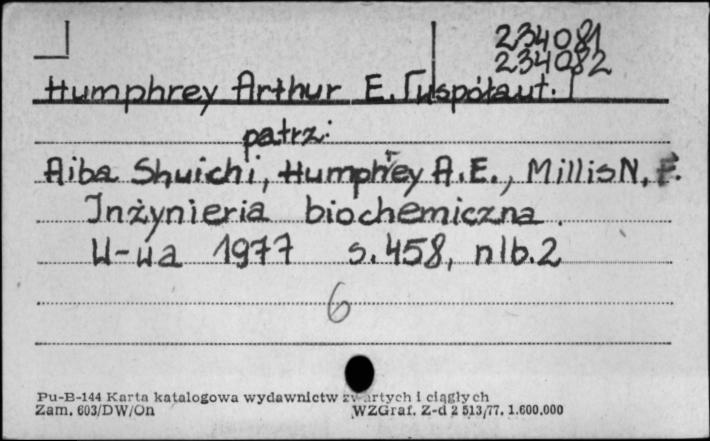 234081
234082
Humphrey Arthur E. [współaut.]
patrz:
Aiba Shuichi, Humphrey A.E., Millis N. F.
Inżynieria biochemiczna.
W-wa 1977 s.458, nlb.2
6
Pu-B-144 Karta katalogowa wydawnictw zwartych i ciągłych
Zam. 603/DW/On WZGraf. Z-d 2 513/77. 1.600.000